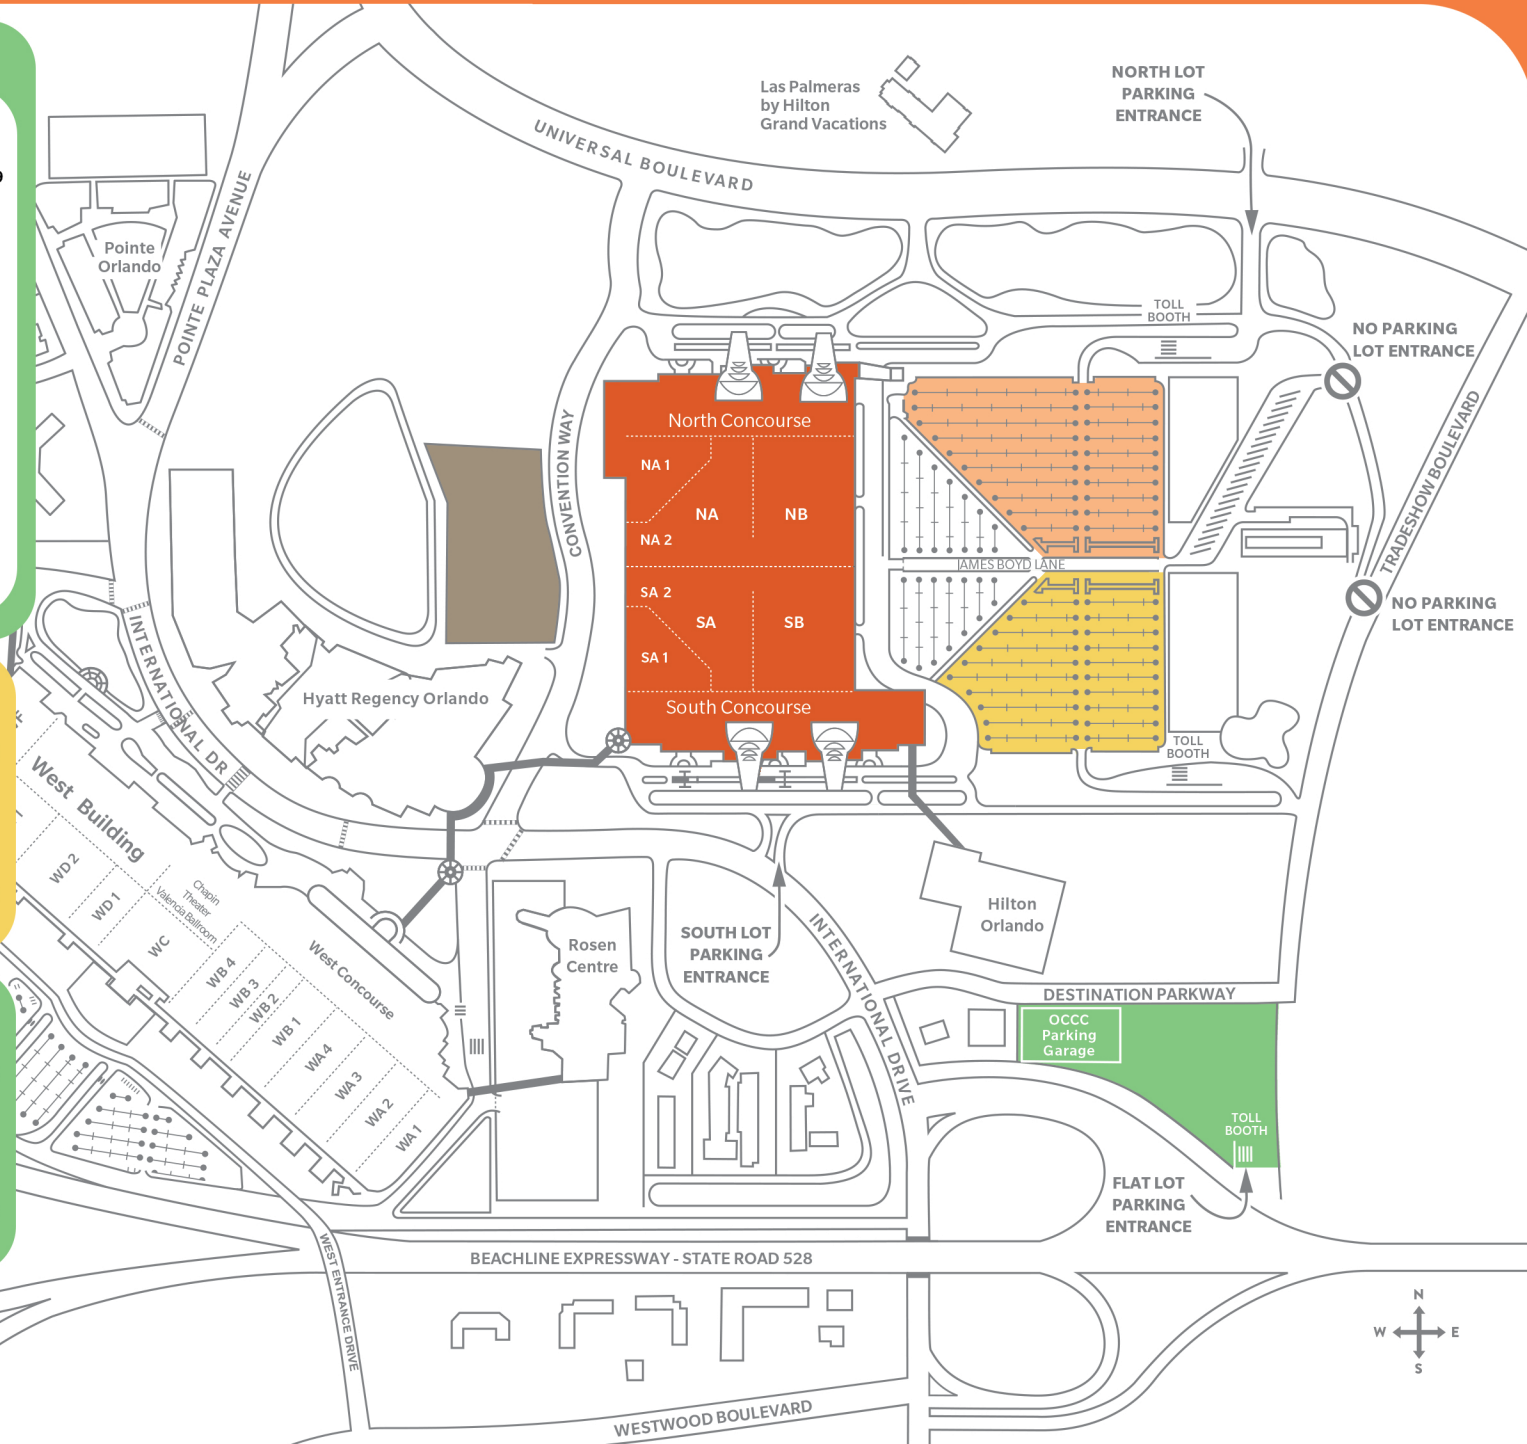 NORTH LOT
PARKING
ENTRANCE
Las Palmeras
by Hilton
Grand Vacations
UNIVERSAL BOULEVARD
POINTE PLAZA AVENUE
Pointe
Orlando
TOLL
BOOTH
NO PARKING
LOT ENTRANCE
TRADESHOW BOULEVARD
CONVENTION WAY
North Concourse
NA 1
NA
NB
NA 2
JAMES BOYD LANE
SA 2
SA
SB
SA 1
South Concourse
NO PARKING
LOT ENTRANCE
INTERNATIONAL DR
Hyatt Regency Orlando
TOLL
BOOTH
West Building
WD2
WD1
WC
Chapin
Theater
Valencia Ballroom
West Concourse
WB 4
WB 3
WB 2
WB 1
WA 4
WA 3
WA 2
WA 1
Rosen
Centre
SOUTH LOT
PARKING
ENTRANCE
INTERNATIONAL DRIVE
Hilton
Orlando
DESTINATION PARKWAY
OCCC
Parking
Garage
TOLL
BOOTH
FLAT LOT
PARKING
ENTRANCE
BEACHLINE EXPRESSWAY - STATE ROAD 528
WEST ENTRANCE DRIVE
WESTWOOD BOULEVARD
N
W
E
S